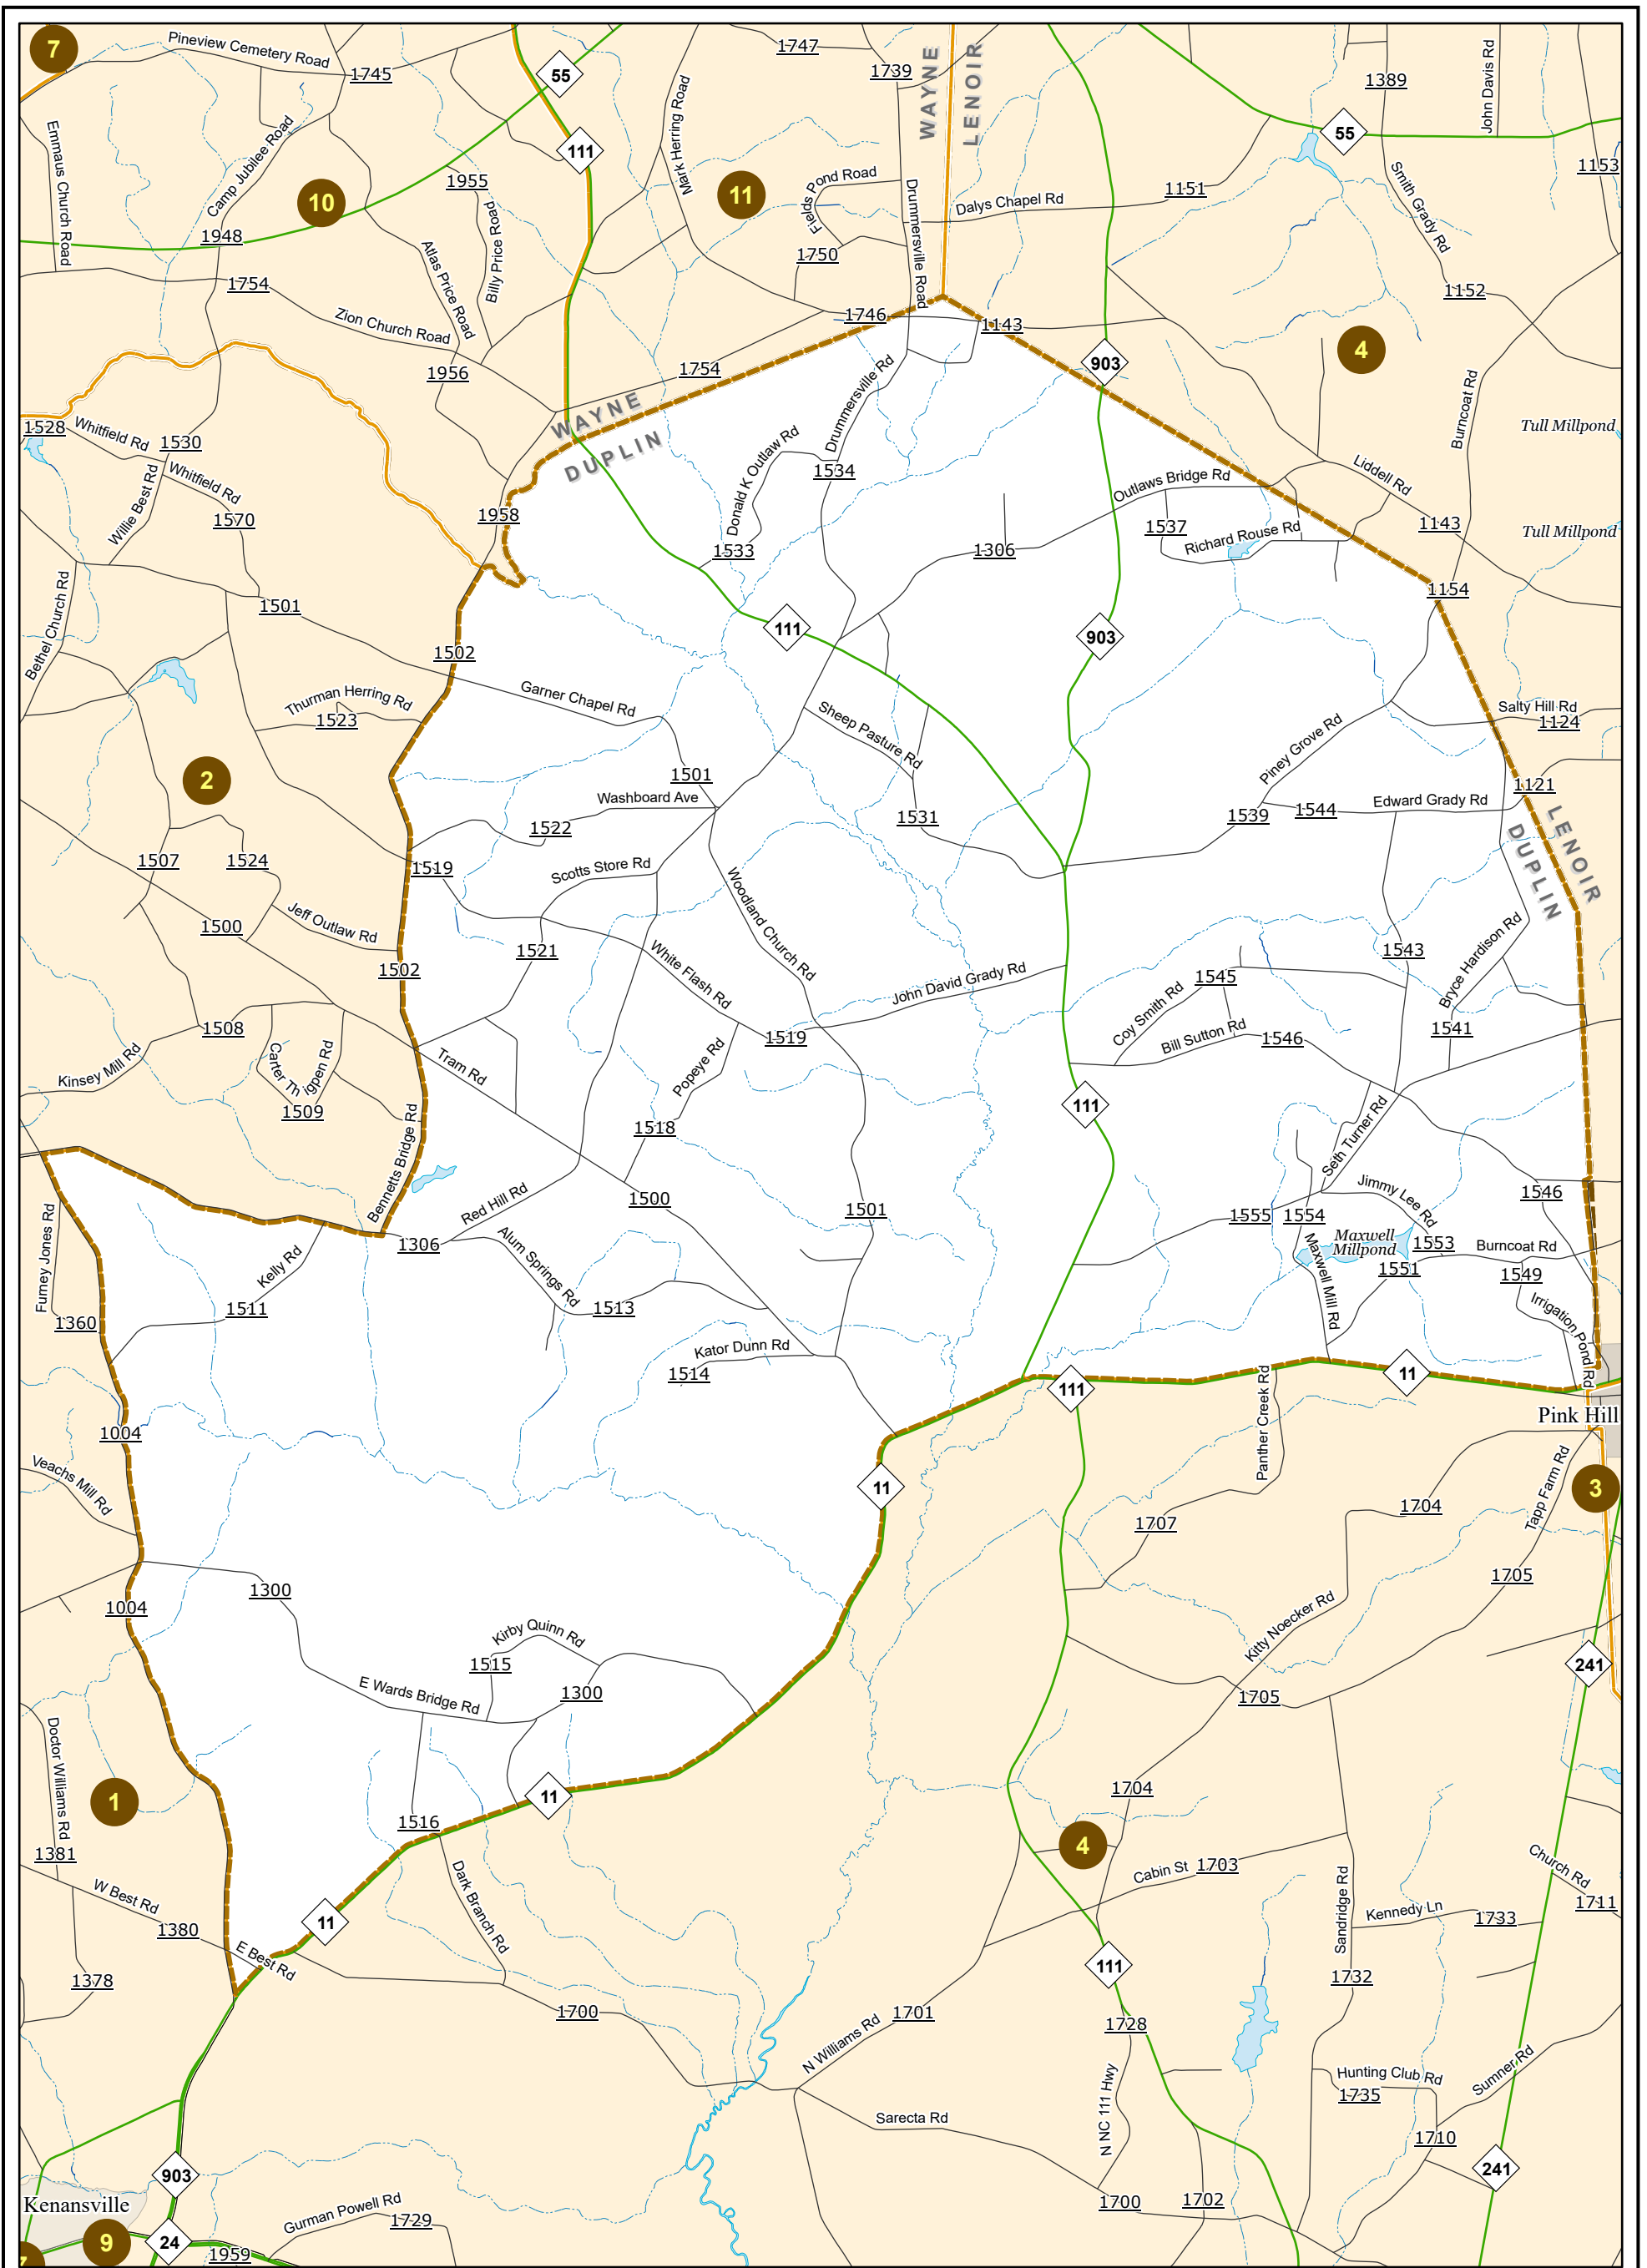 7
Pineview Cemetery Road
1745
55
1747
1739
WAYNE
LENOIR
1389
John Davis Rd
55
Emmaus Church Road
Camp Jubilee Road
111
Mark Herring Road
1153
10
1955
11
Fields Pond Road
Drummersville Road
Dalys Chapel Rd
1151
Smith Grady Rd
1948
Billy Price Road
Atlas Price Road
1750
1754
1152
Zion Church Road
1746
1143
4
903
1956
1754
Drummersville Rd
Burncoat Rd
WAYNE
DUPLIN
1528
Whitfield Rd
1530
Tull Millpond
Willie Best Rd
Whitfield Rd
Donald K Outlaw Rd
1534
Liddell Rd
Outlaws Bridge Rd
1570
1958
1537
1143
Tull Millpond
1533
1306
Richard Rouse Rd
1154
Bethel Church Rd
1501
111
903
1502
Garner Chapel Rd
Thurman Herring Rd
1523
Sheep Pasture Rd
Salty Hill Rd
1124
Piney Grove Rd
2
1501
1121
Washboard Ave
1522
1531
1539
1544
Edward Grady Rd
LENOIR
DUPLIN
1507
1524
1519
Scotts Store Rd
Woodland Church Rd
Jeff Outlaw Rd
1500
1521
White Flash Rd
1543
Bryce Hardison Rd
1502
John David Grady Rd
1545
Coy Smith Rd
1508
1519
Bill Sutton Rd
1546
1541
Kinsey Mill Rd
Carter Thigpen Rd
Tram Rd
Popeye Rd
1509
111
Bennetts Bridge Rd
1518
Seth Turner Rd
Furney Jones Rd
Red Hill Rd
1500
1501
Jimmy Lee Rd
1546
1555
1554
1306
Alum Springs Rd
Maxwell
Millpond
1553
Burncoat Rd
Kelly Rd
Maxwell Mill Rd
1551
1549
1511
1513
1360
Irrigation Pond Rd
Kator Dunn Rd
1514
111
11
Panther Creek Rd
Pink Hill
1004
Veachs Mill Rd
11
3
Tapp Farm Rd
1704
1707
1705
1300
1004
Kitty Noecker Rd
Kirby Quinn Rd
1515
241
E Wards Bridge Rd
1300
1705
Doctor Williams Rd
1
11
1704
1516
4
1381
Cabin St
1703
Church Rd
W Best Rd
Dark Branch Rd
Sandridge Rd
1711
11
1380
Kennedy Ln
1733
E Best Rd
111
1378
1732
1700
1701
1728
N Williams Rd
Hunting Club Rd
Sumner Rd
1735
N NC 111 Hwy
Sarecta Rd
1710
903
241
Kenansville
1700
1702
Gurman Powell Rd
1729
9
24
1959